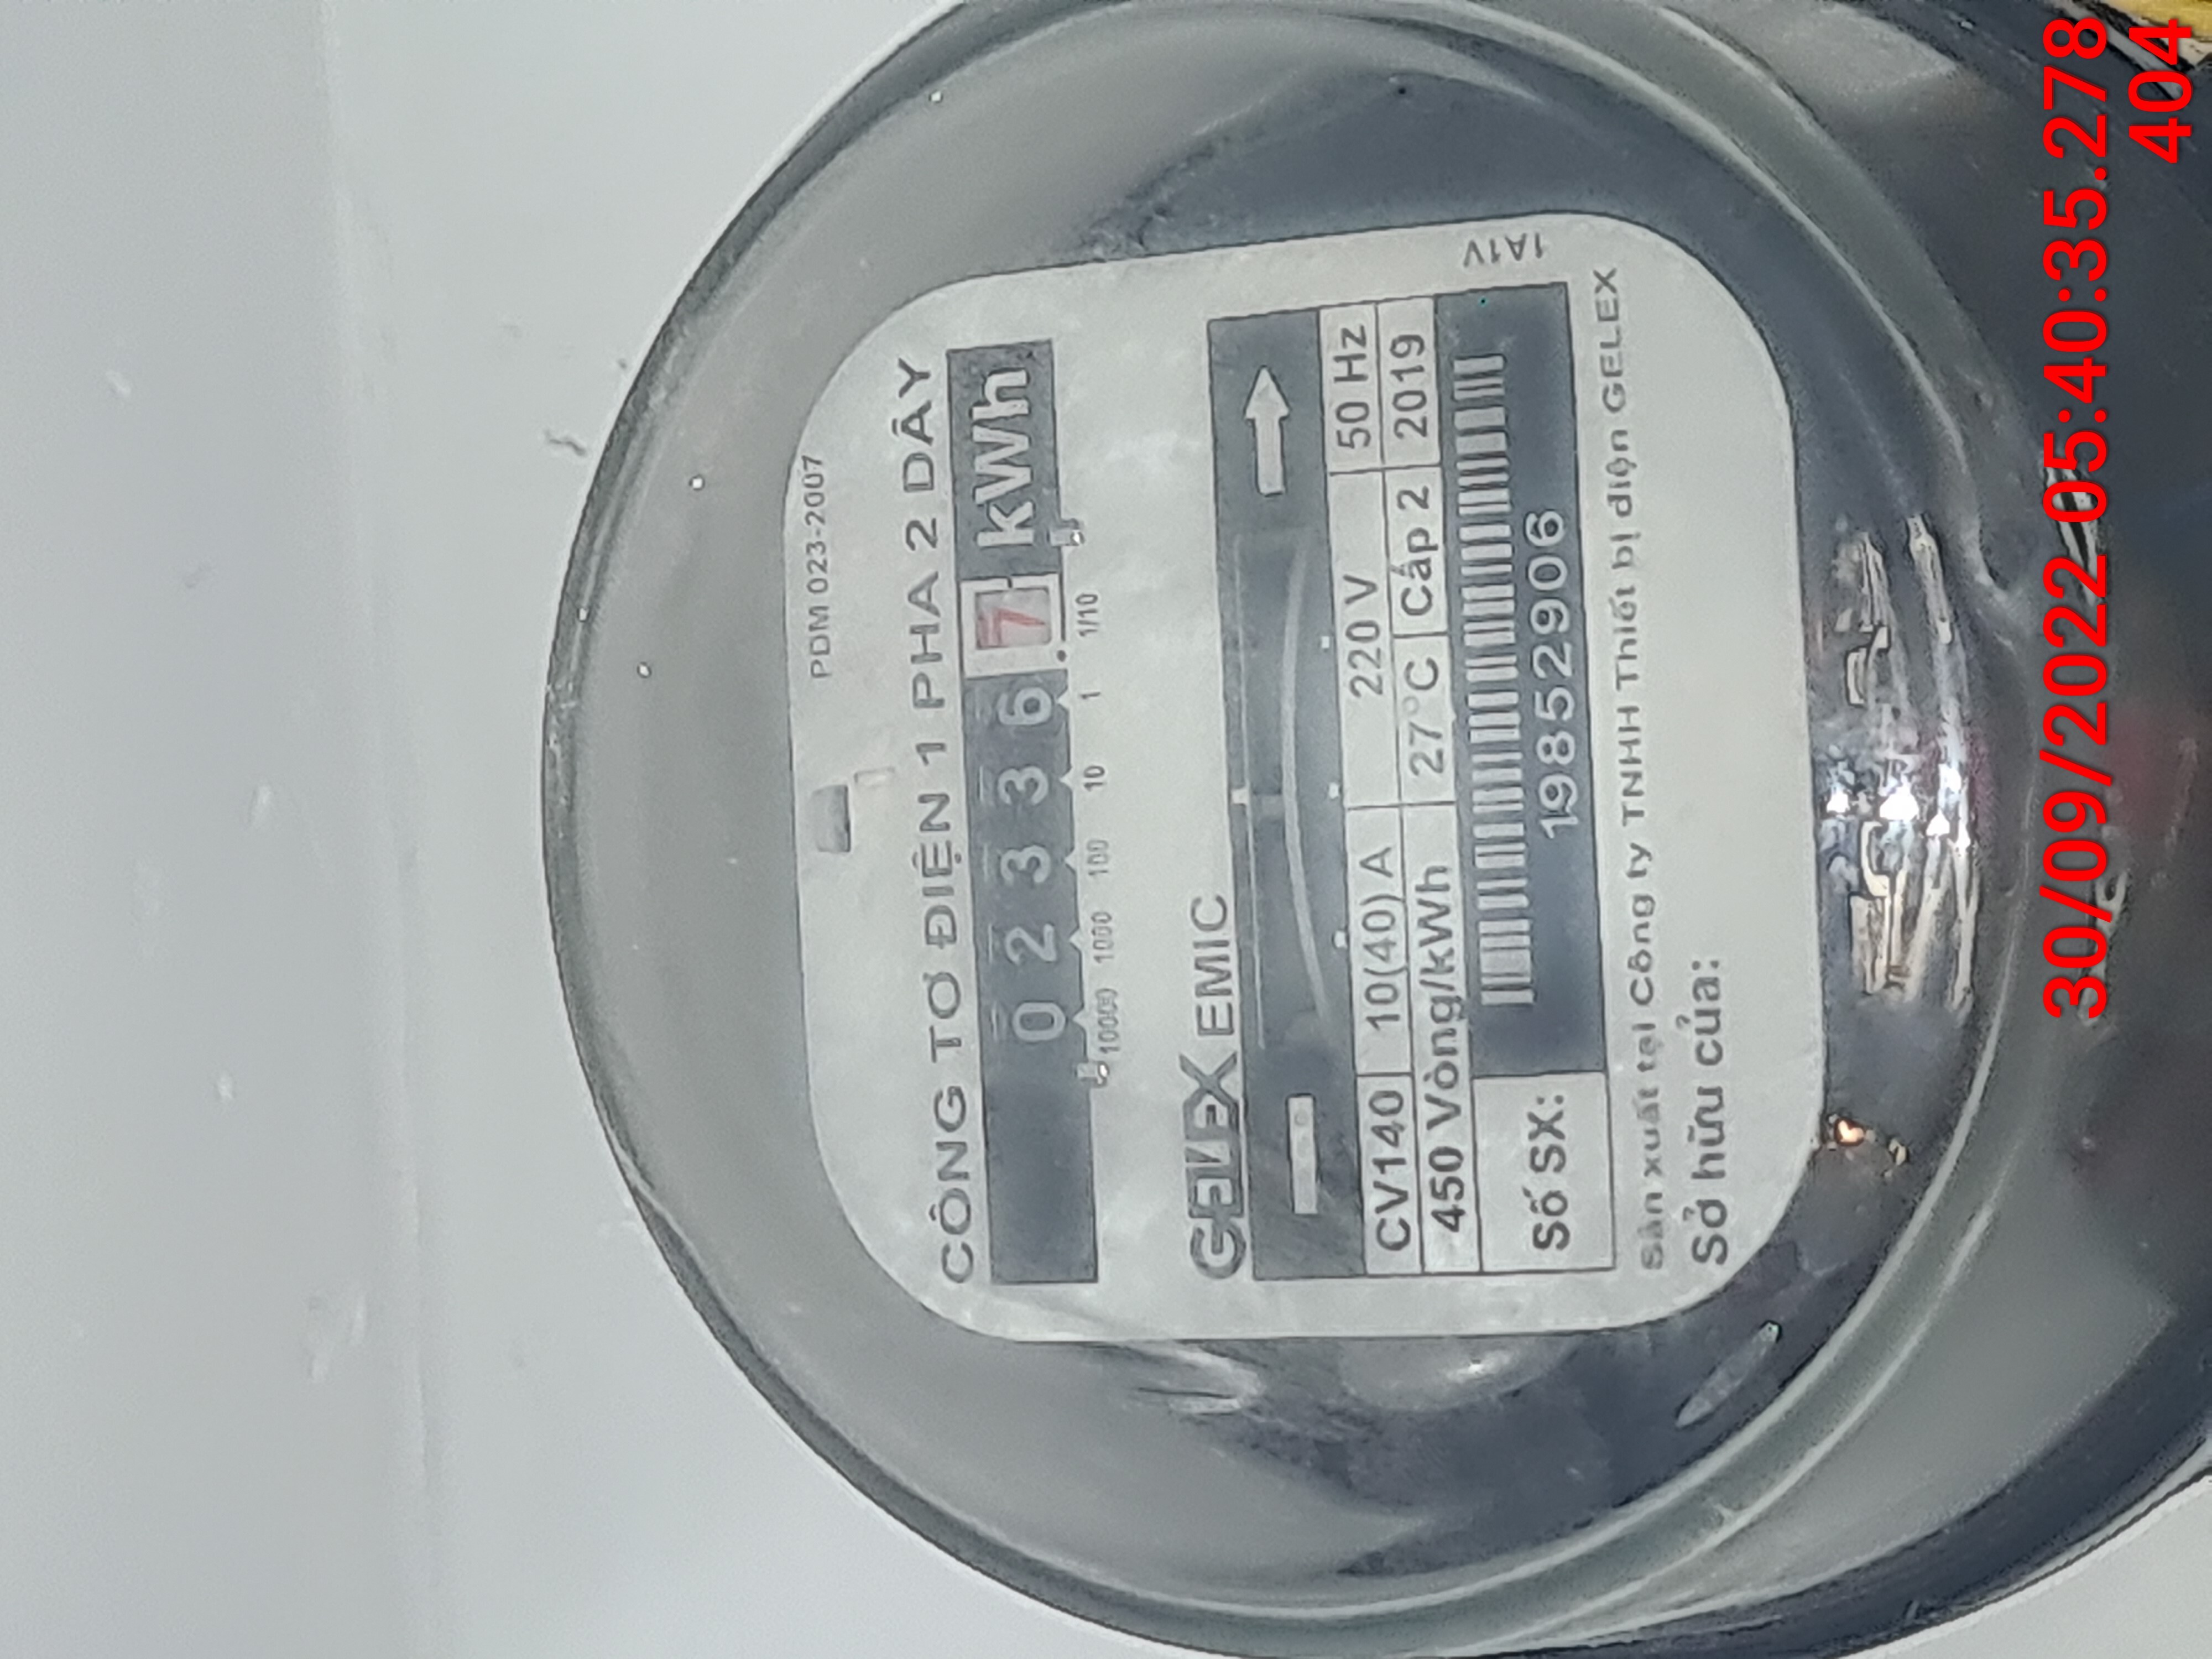 PDM 023-2007
CÔNG TƠ ĐIỆN 1 PHA 2 DÂY
0 2 3 3 6 7 kWh
10000 1000 100 10 1 1/10
GELEX EMIC
CV140 10(40) A 220 V 50 Hz
450 Vòng/kWh 27°C Cấp 2 2019
Số SX: 19852906
1A1V
Sản xuất tại Công ty TNHH Thiết bị điện GELEX
Sở hữu của:
30/09/2022 05:40:35.278
404